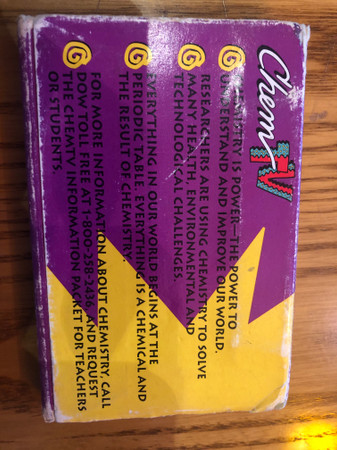 Chem TV
CHEMISTRY IS POWER—THE POWER TO
UNDERSTAND AND IMPROVE OUR WORLD.
RESEARCHERS ARE USING CHEMISTRY TO SOLVE
MANY HEALTH, ENVIRONMENTAL AND
TECHNOLOGICAL CHALLENGES.
EVERYTHING IN OUR WORLD BEGINS AT THE
PERIODIC TABLE. EVERYTHING IS A CHEMICAL AND
THE RESULT OF CHEMISTRY.
FOR MORE INFORMATION ABOUT CHEMISTRY, CALL
DOW TOLL FREE AT 1-800-258-2436, AND REQUEST
THE CHEMTV INFORMATION PACKET FOR TEACHERS
OR STUDENTS.